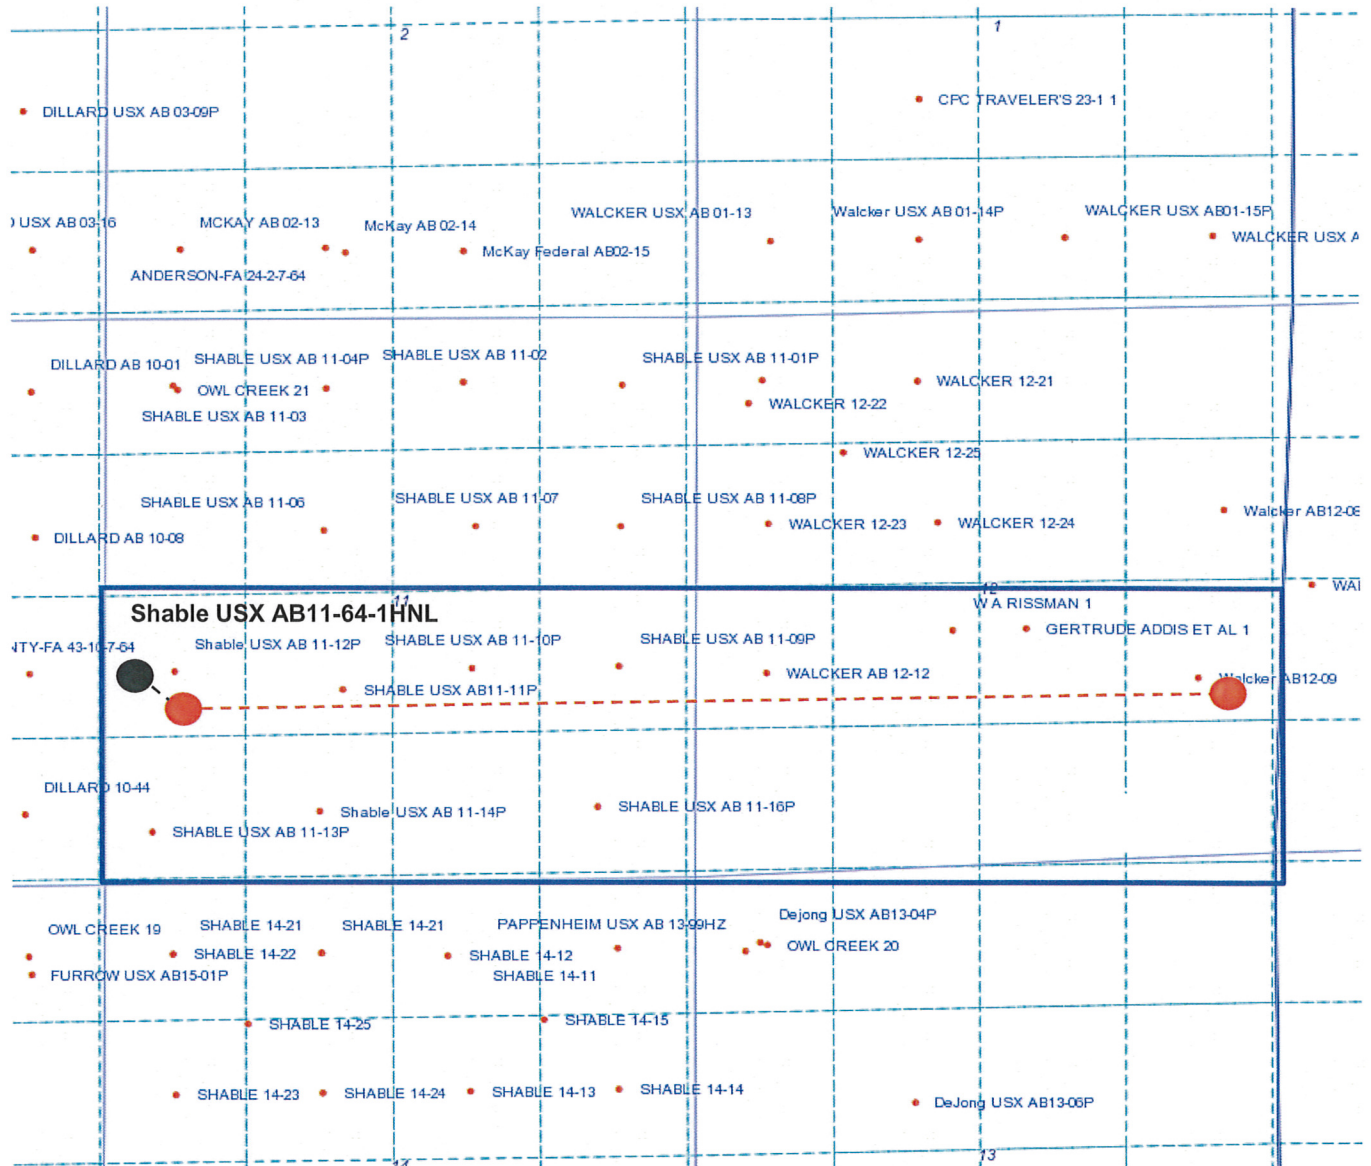 2
1
DILLARD USX AB 03-09P
CPC TRAVELER'S 23-1 1
USX AB 03-16
MCKAY AB 02-13
McKay AB 02-14
WALCKER USX AB 01-13
Walcker USX AB 01-14P
WALCKER USX AB01-15P
McKay Federal AB02-15
WALCKER USX A
ANDERSON-FA 24-2-7-64
DILLARD AB 10-01
SHABLE USX AB 11-04P
SHABLE USX AB 11-02
SHABLE USX AB 11-01P
OWL CREEK 21
WALCKER 12-21
SHABLE USX AB 11-03
WALCKER 12-22
WALCKER 12-25
SHABLE USX AB 11-06
SHABLE USX AB 11-07
SHABLE USX AB 11-08P
DILLARD AB 10-08
WALCKER 12-23
WALCKER 12-24
Walcker AB12-08
WAL
11
12
Shable USX AB11-64-1HNL
W A RISSMAN 1
NTY-FA 43-10-7-64
Shable USX AB 11-12P
SHABLE USX AB 11-10P
SHABLE USX AB 11-09P
GERTRUDE ADDIS ET AL 1
SHABLE USX AB11-11P
WALCKER AB 12-12
Walcker AB12-09
DILLARD 10-44
SHABLE USX AB 11-13P
Shable USX AB 11-14P
SHABLE USX AB 11-16P
OWL CREEK 19
SHABLE 14-21
SHABLE 14-21
PAPPENHEIM USX AB 13-99HZ
Dejong USX AB13-04P
SHABLE 14-22
SHABLE 14-12
OWL CREEK 20
FURROW USX AB15-01P
SHABLE 14-11
SHABLE 14-25
SHABLE 14-15
SHABLE 14-23
SHABLE 14-24
SHABLE 14-13
SHABLE 14-14
DeJong USX AB13-06P
14
13